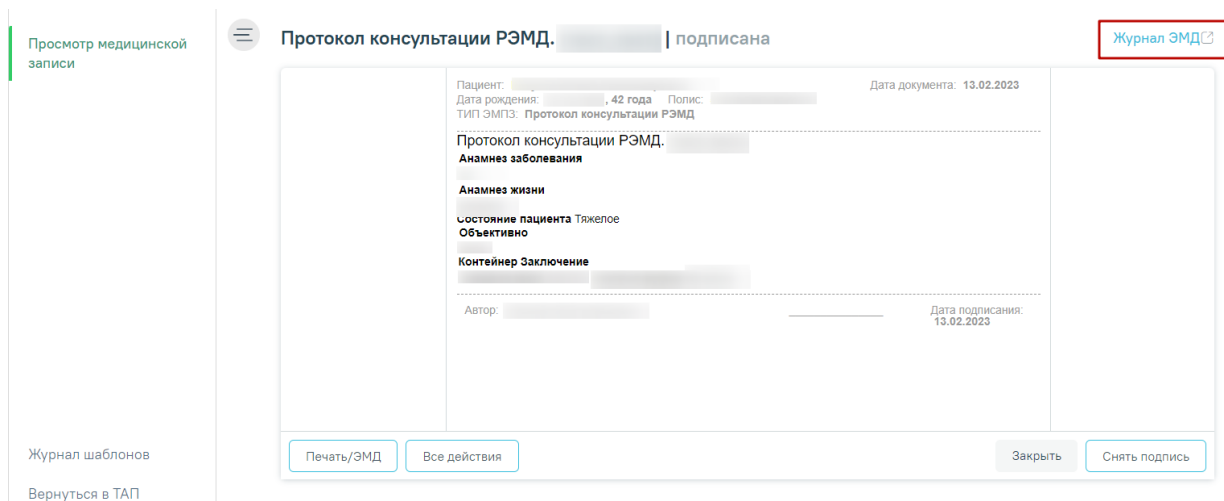 Просмотр медицинской
записи
Протокол консультации РЭМД. | подписана
Журнал ЭМД
Пациент: Дата документа: 13.02.2023
Дата рождения: , 42 года Полис:
ТИП ЭМПЗ: Протокол консультации РЭМД
Протокол консультации РЭМД.
Анамнез заболевания
Анамнез жизни
Состояние пациента Тяжелое
Объективно
Контейнер Заключение
Автор: Дата подписания:
13.02.2023
Печать/ЭМД Все действия Закрыть Снять подпись
Журнал шаблонов
Вернуться в ТАП